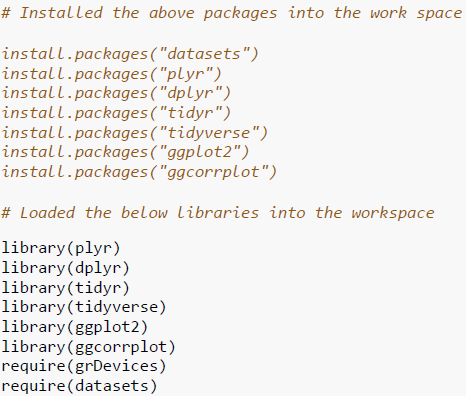 # Installed the above packages into the work space
install.packages("datasets")
install.packages("plyr")
install.packages("dplyr")
install.packages("tidyr")
install.packages("tidyverse")
install.packages("ggplot2")
install.packages("ggcorrplot")
# Loaded the below libraries into the workspace
library(plyr)
library(dplyr)
library(tidyr)
library(tidyverse)
library(ggplot2)
library(ggcorrplot)
require(grDevices)
require(datasets)